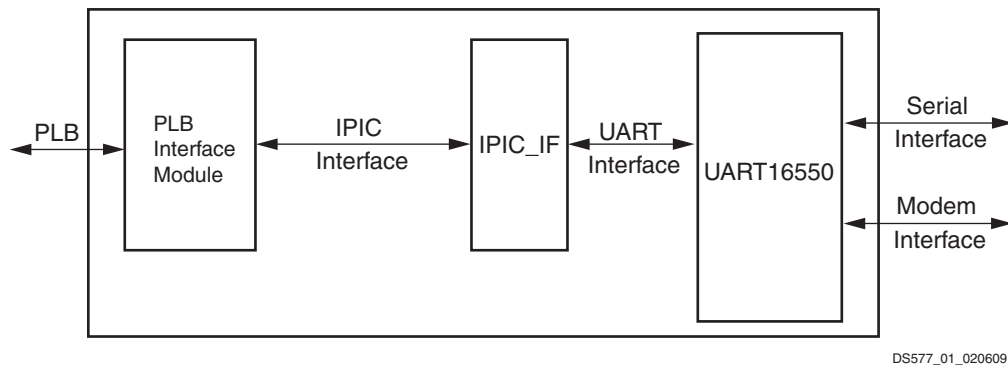 PLB
PLB
Interface
Module
IPIC
Interface
IPIC_IF
UART
Interface
UART16550
Serial
Interface
Modem
Interface
DS577_01_020609